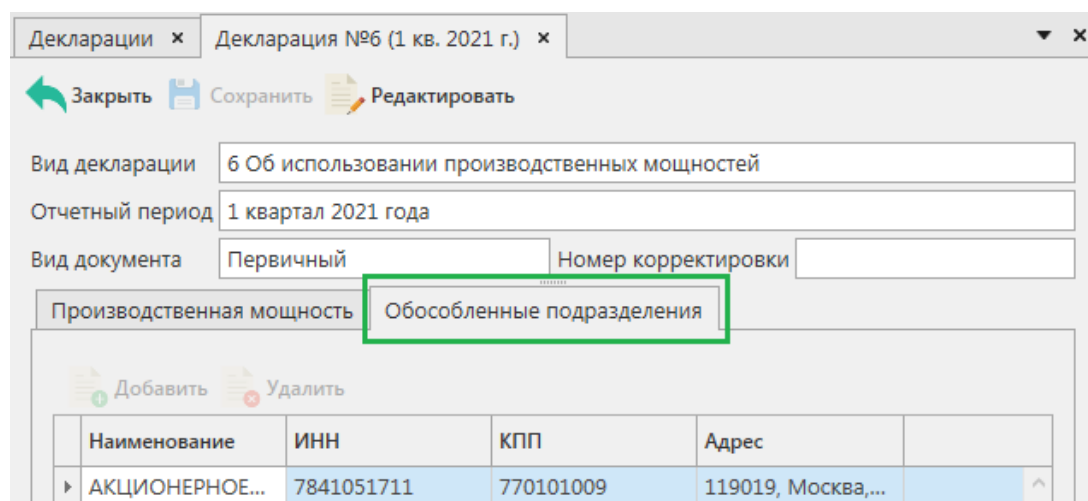 Декларации × Декларация №6 (1 кв. 2021 г.) ×
Закрыть Сохранить Редактировать
Вид декларации 6 Об использовании производственных мощностей
Отчетный период 1 квартал 2021 года
Вид документа Первичный Номер корректировки
Производственная мощность Обособленные подразделения
Добавить Удалить
Наименование ИНН КПП Адрес
АКЦИОНЕРНОЕ... 7841051711 770101009 119019, Москва,...